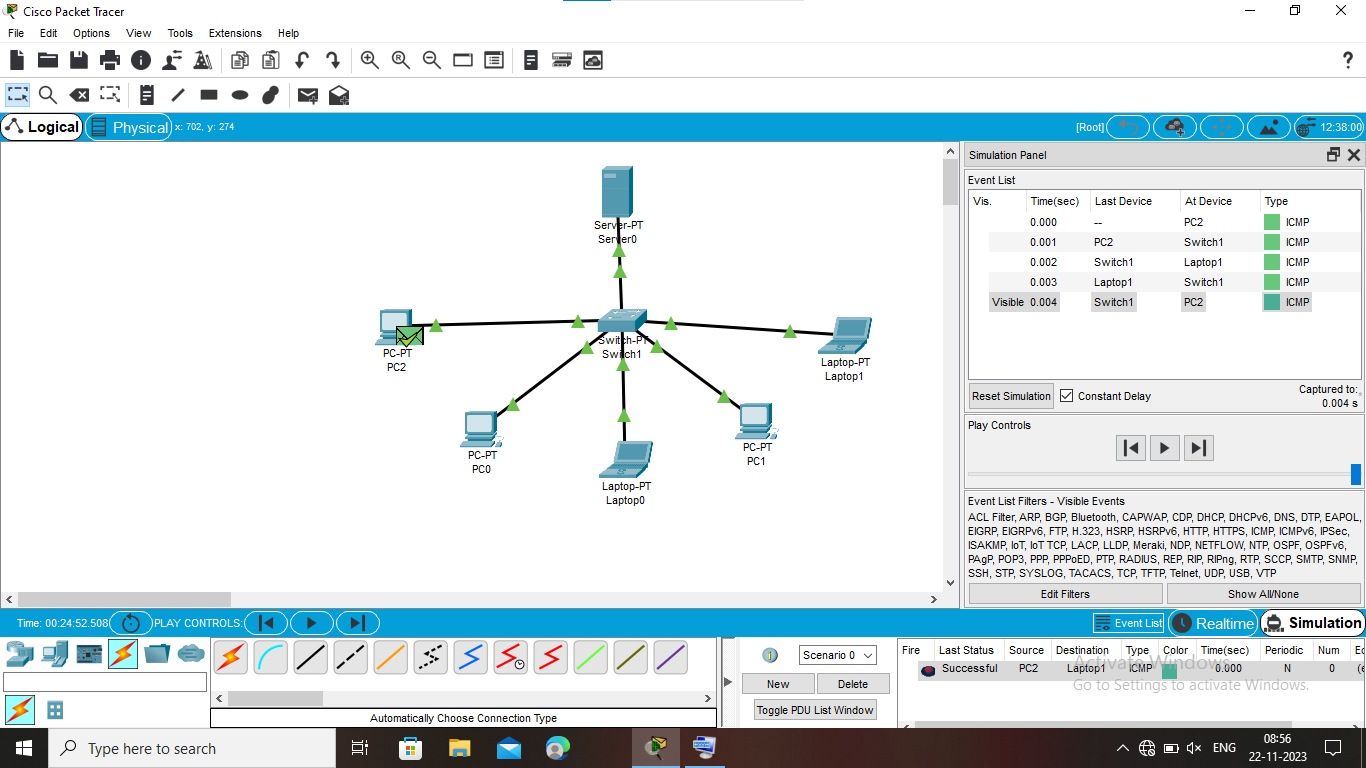 Cisco Packet Tracer
File Edit Options View Tools Extensions Help
?
Logical Physical x: 702, y: 274 [Root] 12:38:00
Server-PT
Server0
Switch-PT
Switch1
PC-PT
PC2
Laptop-PT
Laptop1
PC-PT
PC0
Laptop-PT
Laptop0
PC-PT
PC1
Simulation Panel
Event List
Vis. Time(sec) Last Device At Device Type
0.000 -- PC2 ICMP
0.001 PC2 Switch1 ICMP
0.002 Switch1 Laptop1 ICMP
0.003 Laptop1 Switch1 ICMP
Visible 0.004 Switch1 PC2 ICMP
Reset Simulation Constant Delay Captured to:
0.004 s
Play Controls
Event List Filters - Visible Events
ACL Filter, ARP, BGP, Bluetooth, CAPWAP, CDP, DHCP, DHCPv6, DNS, DTP, EAPOL,
EIGRP, EIGRPv6, FTP, H.323, HSRP, HSRPv6, HTTP, HTTPS, ICMP, ICMPv6, IPSec,
ISAKMP, IoT, IoT TCP, LACP, LLDP, Meraki, NDP, NETFLOW, NTP, OSPF, OSPFv6,
PAgP, POP3, PPP, PPPoED, PTP, RADIUS, REP, RIP, RIPng, RTP, SCCP, SMTP, SNMP,
SSH, STP, SYSLOG, TACACS, TCP, TFTP, Telnet, UDP, USB, VTP
Edit Filters Show All/None
Time: 00:24:52.508 PLAY CONTROLS: Event List Realtime Simulation
Scenario 0
New Delete
Toggle PDU List Window
Automatically Choose Connection Type
Fire Last Status Source Destination Type Color Time(sec) Periodic Num Ed
Successful PC2 Laptop1 ICMP 0.000 N 0 (e
Activate Windows
Go to Settings to activate Windows.
Type here to search
ENG
08:56
22-11-2023